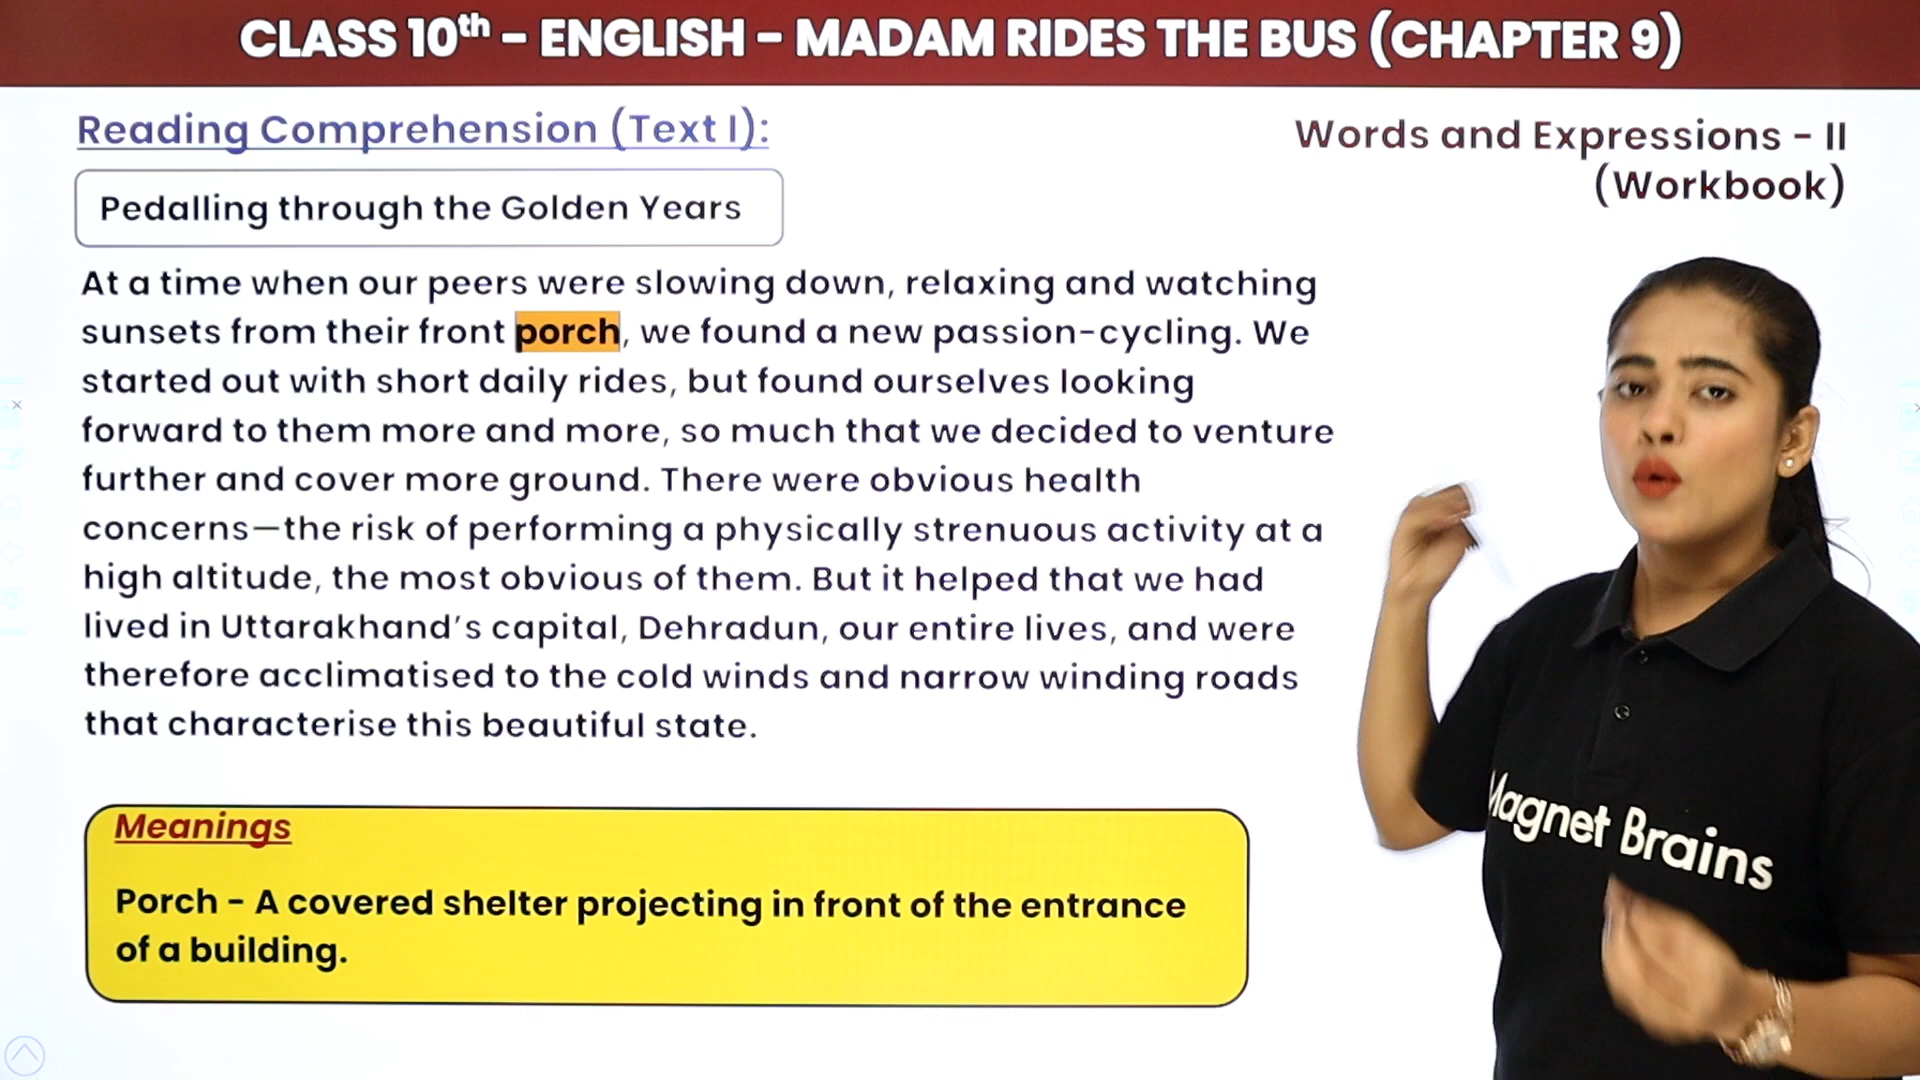 CLASS 10th - ENGLISH - MADAM RIDES THE BUS (CHAPTER 9)
Reading Comprehension (Text I):
Words and Expressions - II
(Workbook)
Pedalling through the Golden Years
At a time when our peers were slowing down, relaxing and watching
sunsets from their front porch, we found a new passion-cycling. We
started out with short daily rides, but found ourselves looking
forward to them more and more, so much that we decided to venture
further and cover more ground. There were obvious health
concerns—the risk of performing a physically strenuous activity at a
high altitude, the most obvious of them. But it helped that we had
lived in Uttarakhand's capital, Dehradun, our entire lives, and were
therefore acclimatised to the cold winds and narrow winding roads
that characterise this beautiful state.
Meanings
Porch - A covered shelter projecting in front of the entrance
of a building.
Magnet Brains